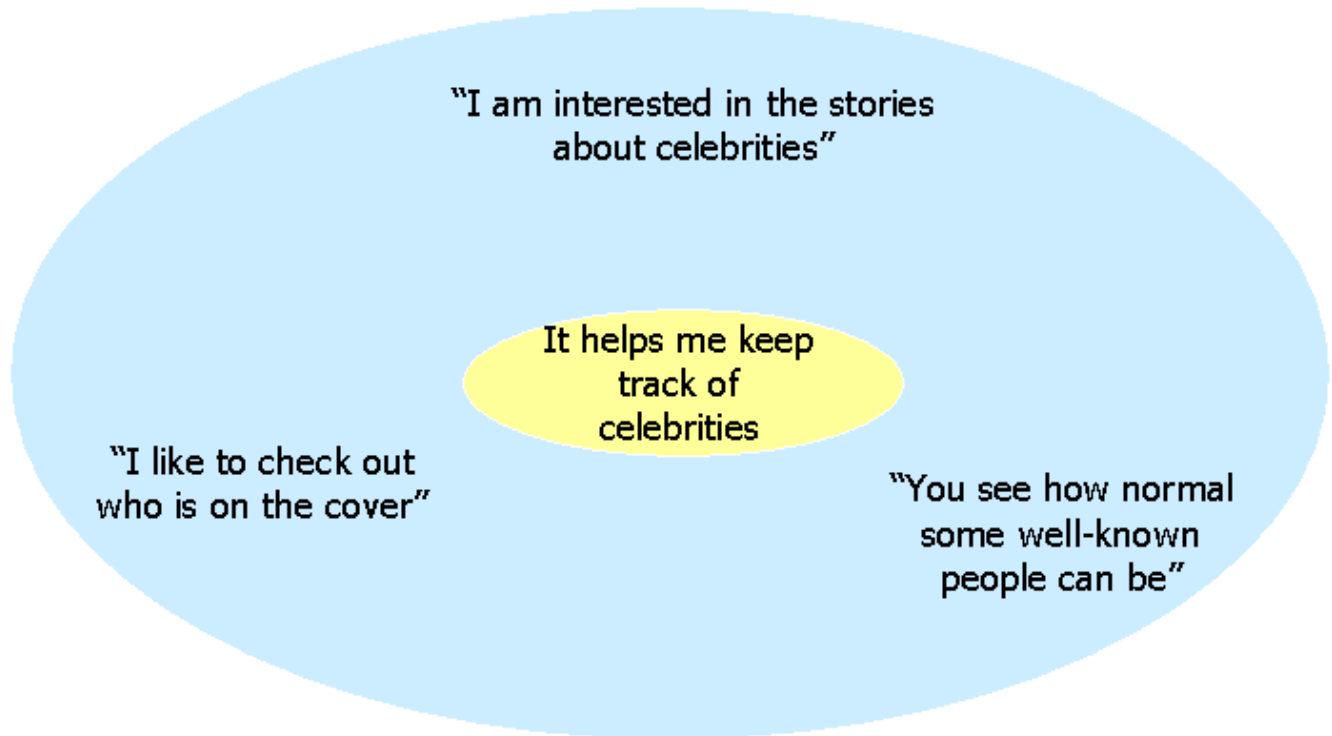 “I am interested in the stories
about celebrities”
It helps me keep
track of
celebrities
“I like to check out
who is on the cover”
“You see how normal
some well-known
people can be”